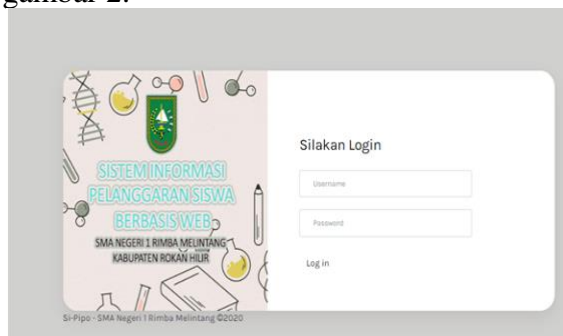 gambar 2.
SISTEM INFORMASI
PELANGGARAN SISWA
BERBASIS WEB
SMA NEGERI 1 RIMBA MELINTANG
KABUPATEN ROKAN HILIR
Silakan Login
Username
Password
Log in
Si-Pipo - SMA Negeri 1 Rimba Melintang ©2020